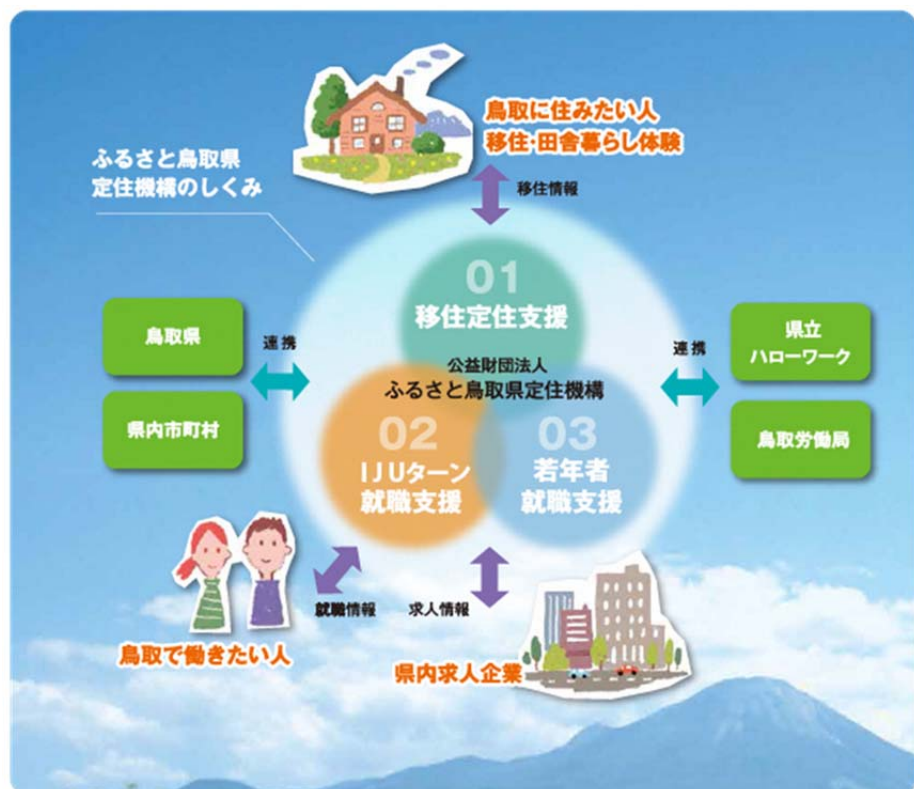 鳥取に住みたい人
移住・田舎暮らし体験
ふるさと鳥取県
定住機構のしくみ
移住情報
01
移住定住支援
鳥取県
県内市町村
連携
公益財団法人
ふるさと鳥取県定住機構
連携
県立
ハローワーク
鳥取労働局
02
IJUターン
就職支援
03
若年者
就職支援
就職情報
求人情報
鳥取で働きたい人
県内求人企業